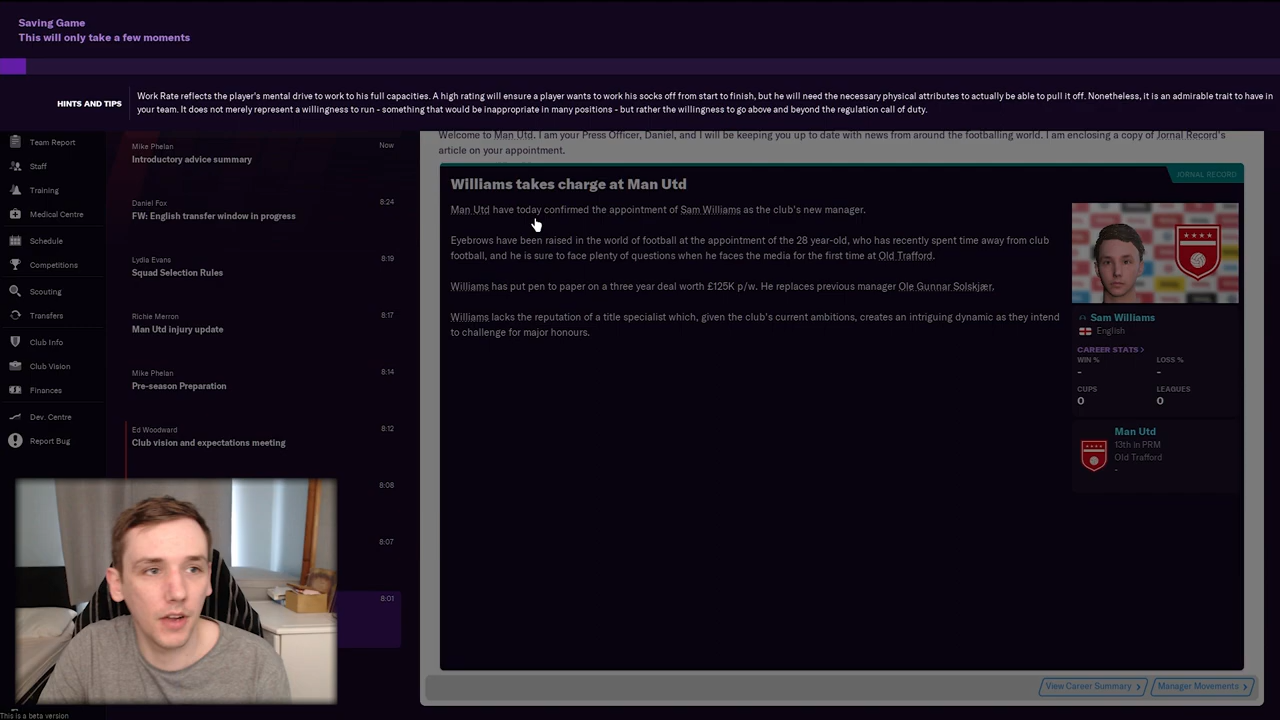 Saving Game
This will only take a few moments
HINTS AND TIPS
Work Rate reflects the player's mental drive to work to his full capacities. A high rating will ensure a player wants to work his socks off from start to finish, but he will need the necessary physical attributes to actually be able to pull it off. Nonetheless, it is an admirable trait to have in
your team. It does not merely represent a willingness to run - something that would be inappropriate in many positions - but rather the willingness to go above and beyond the regulation call of duty.
Team Report
Staff
Training
Medical Centre
Schedule
Competitions
Scouting
Transfers
Club Info
Club Vision
Finances
Dev. Centre
Report Bug
Mike Phelan
Now
Introductory advice summary
Daniel Fox
8:24
FW: English transfer window in progress
Lydia Evans
8:19
Squad Selection Rules
Richie Merron
8:17
Man Utd injury update
Mike Phelan
8:14
Pre-season Preparation
Ed Woodward
8:12
Club vision and expectations meeting
8:08
8:07
8:01
Welcome to Man Utd. I am your Press Officer, Daniel, and I will be keeping you up to date with news from around the footballing world. I am enclosing a copy of Jornal Record's
article on your appointment.
JORNAL RECORD
Williams takes charge at Man Utd
Man Utd have today confirmed the appointment of Sam Williams as the club's new manager.
Eyebrows have been raised in the world of football at the appointment of the 28 year-old, who has recently spent time away from club
football, and he is sure to face plenty of questions when he faces the media for the first time at Old Trafford.
Williams has put pen to paper on a three year deal worth £125K p/w. He replaces previous manager Ole Gunnar Solskjær.
Williams lacks the reputation of a title specialist which, given the club's current ambitions, creates an intriguing dynamic as they intend
to challenge for major honours.
Sam Williams
English
CAREER STATS >
WIN % LOSS %
- -
CUPS LEAGUES
0 0
Man Utd
13th in PRM
Old Trafford
-
View Career Summary >
Manager Movements >
This is a beta version